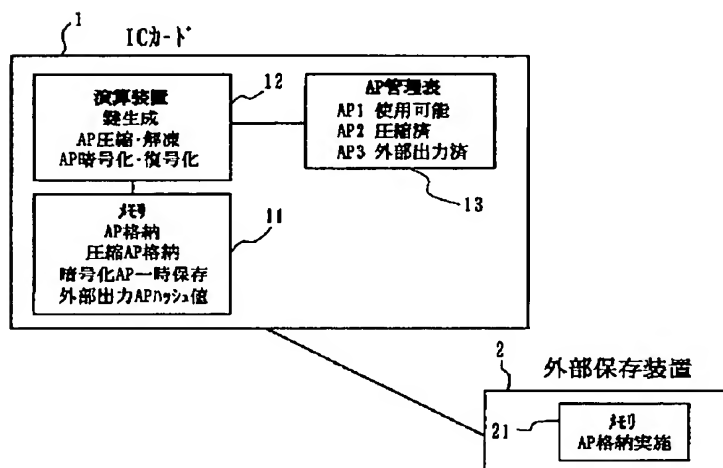 1
ICカード
演算装置
鍵生成
AP圧縮・解凍
AP暗号化・復号化
12
AP管理表
AP1 使用可能
AP2 圧縮済
AP3 外部出力済
13
メモリ
AP格納
圧縮AP格納
暗号化AP一時保存
外部出力APハッシュ値
11
2
外部保存装置
21
メモリ
AP格納実施